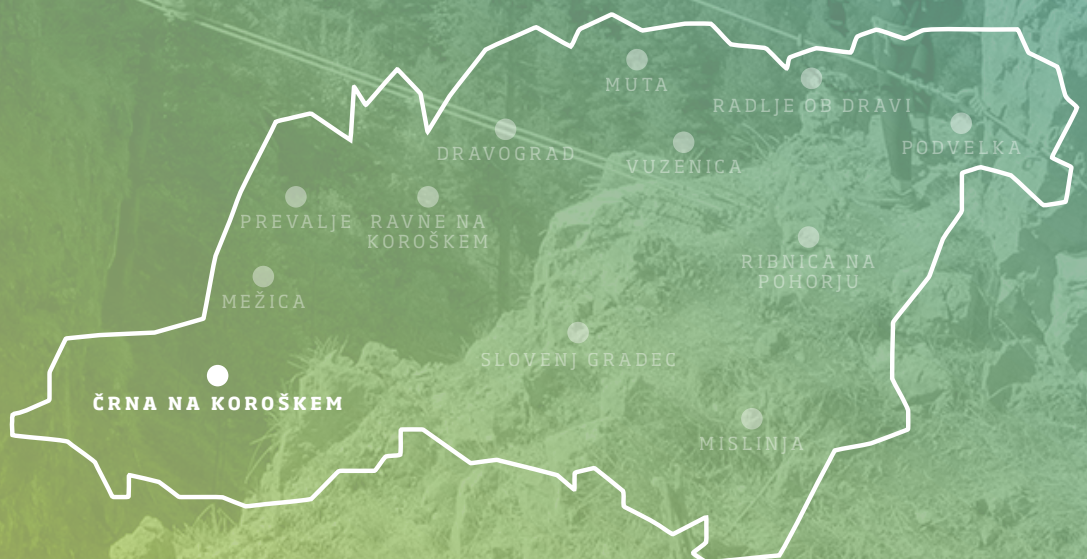 MUTA
RADLJE OB DRAVI
PODVELKA
DRAVOGRAD
VUZENICA
PREVALJE
RAVNE NA
KOROŠKEM
RIBNICA NA
POHORJU
MEŽICA
SLOVENJ GRADEC
ČRNA NA KOROŠKEM
MISLINJA